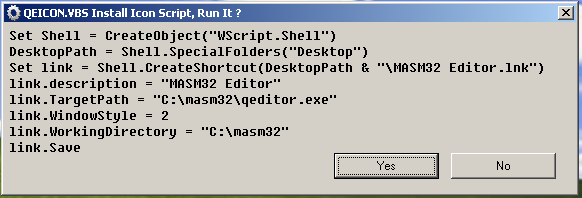 QEICON.VBS Install Icon Script, Run It ?
Set Shell = CreateObject("WScript.Shell")
DesktopPath = Shell.SpecialFolders("Desktop")
Set link = Shell.CreateShortcut(DesktopPath & "\MASM32 Editor.lnk")
link.description = "MASM32 Editor"
link.TargetPath = "C:\masm32\qeditor.exe"
link.WindowStyle = 2
link.WorkingDirectory = "C:\masm32"
link.Save
Yes No